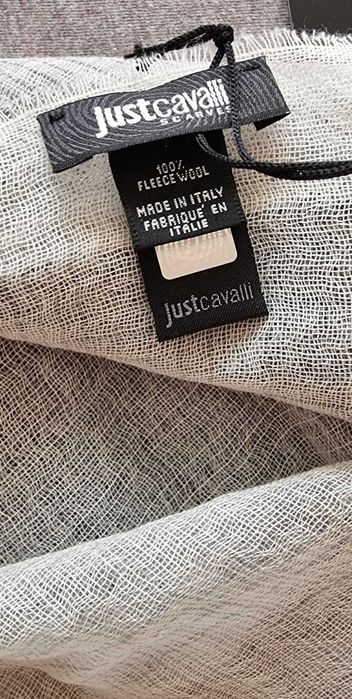 justcavalli
SCARVES
100%
FLEECE WOOL
MADE IN ITALY
FABRIQUÉ EN
ITALIE
justcavalli